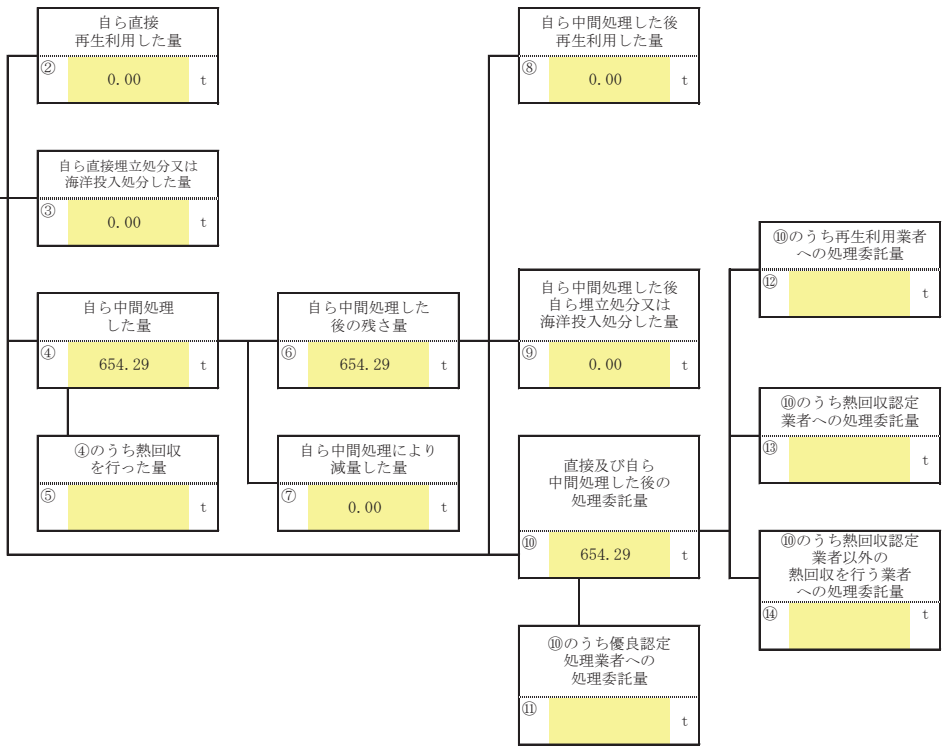 自ら直接
再生利用した量
② 0.00 t
自ら直接埋立処分又は
海洋投入処分した量
③ 0.00 t
自ら中間処理
した量
④ 654.29 t
④のうち熱回収
を行った量
⑤ t
自ら中間処理した
後の残さ量
⑥ 654.29 t
自ら中間処理により
減量した量
⑦ 0.00 t
自ら中間処理した後
再生利用した量
⑧ 0.00 t
自ら中間処理した後
自ら埋立処分又は
海洋投入処分した量
⑨ 0.00 t
直接及び自ら
中間処理した後の
処理委託量
⑩ 654.29 t
⑩のうち優良認定
処理業者への
処理委託量
⑪ t
⑩のうち再生利用業者
への処理委託量
⑫ t
⑩のうち熱回収認定
業者への処理委託量
⑬ t
⑩のうち熱回収認定
業者以外の
熱回収を行う業者
への処理委託量
⑭ t